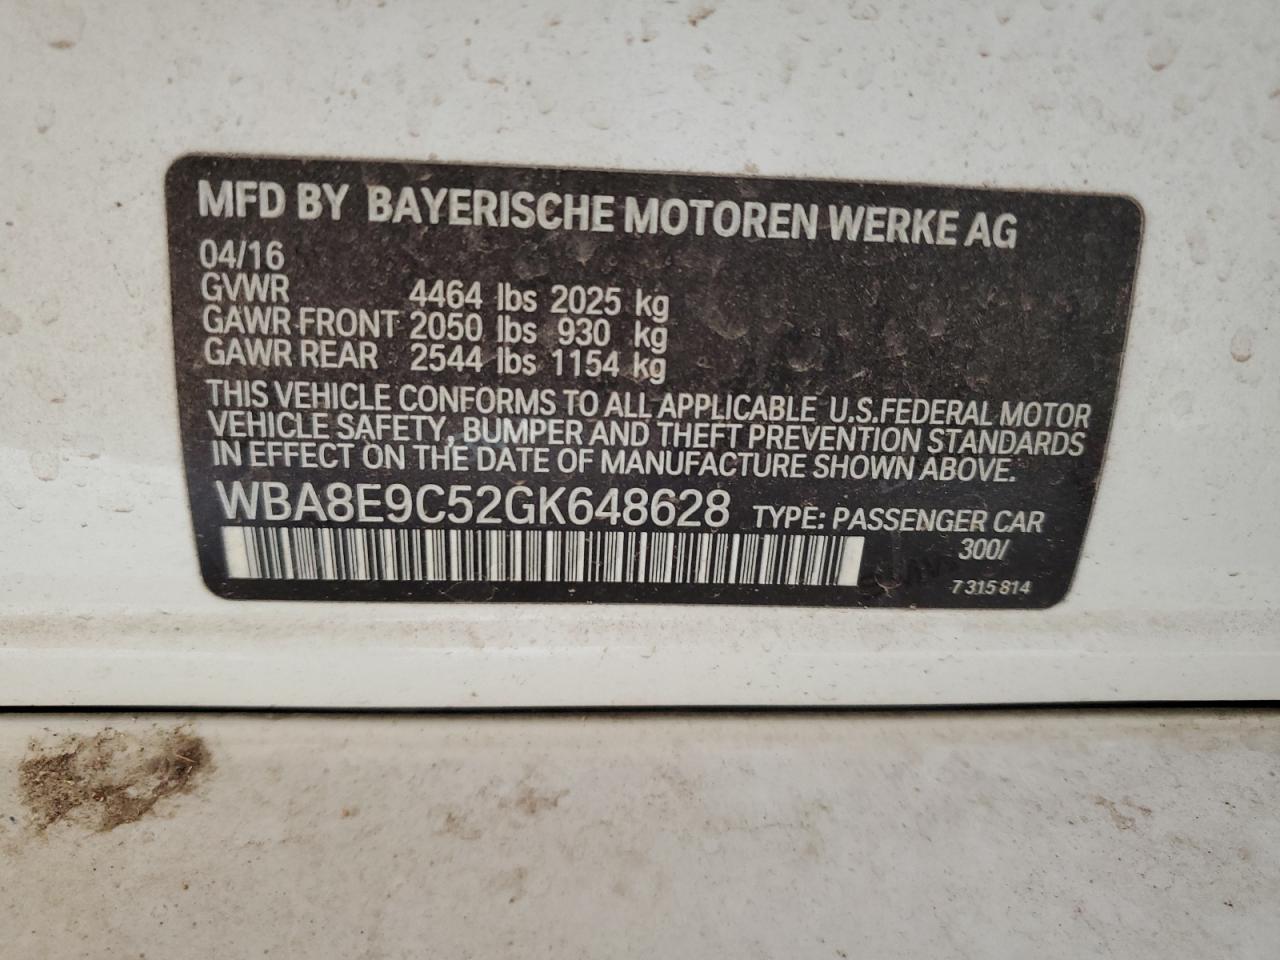 MFD BY BAYERISCHE MOTOREN WERKE AG
04/16
GVWR 4464 lbs 2025 kg
GAWR FRONT 2050 lbs 930 kg
GAWR REAR 2544 lbs 1154 kg
THIS VEHICLE CONFORMS TO ALL APPLICABLE U.S.FEDERAL MOTOR
VEHICLE SAFETY, BUMPER AND THEFT PREVENTION STANDARDS
IN EFFECT ON THE DATE OF MANUFACTURE SHOWN ABOVE.
WBA8E9C52GK648628 TYPE: PASSENGER CAR
300/
7 315 814